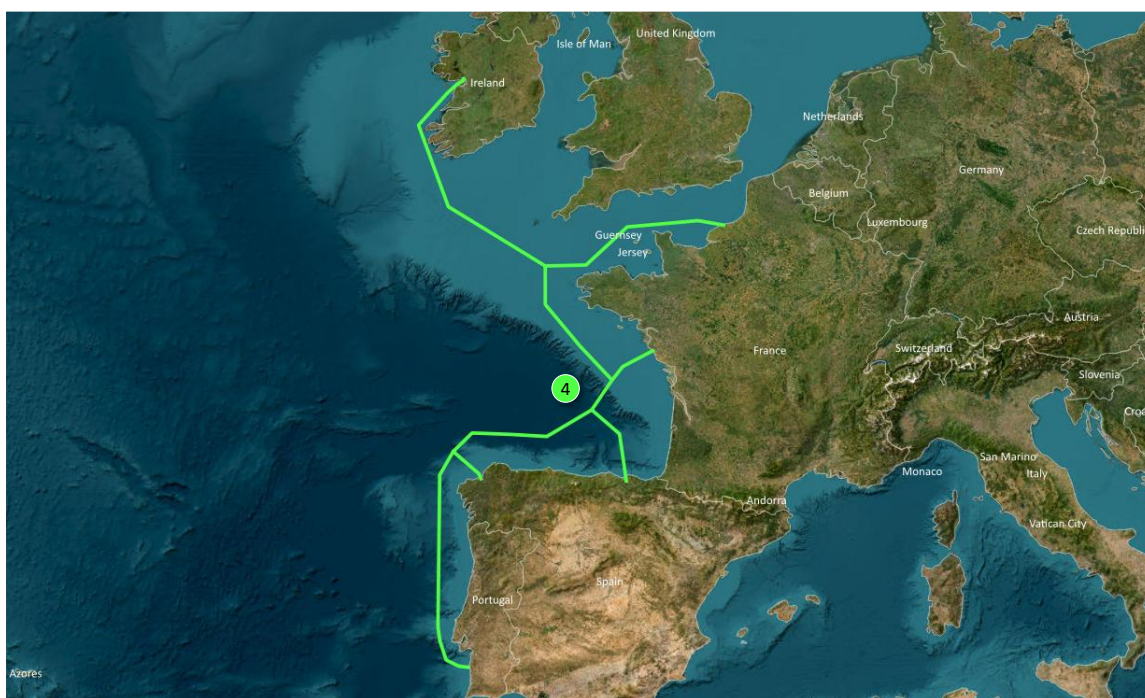 United Kingdom
Isle of Man
Ireland
Netherlands
Germany
Belgium
Luxembourg
Czech Republi
Guernsey
Jersey
Austria
France
Switzerland
Slovenia
4
Croa
San Marino
Monaco
Italy
Andorra
Vatican City
Spain
Portugal
Azores